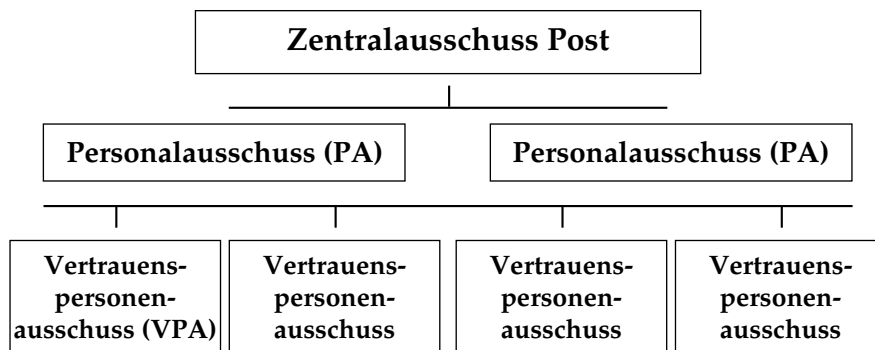 Zentralausschuss Post
Personalausschuss (PA)
Personalausschuss (PA)
Vertrauens-
personen-
ausschuss (VPA)
Vertrauens-
personen-
ausschuss
Vertrauens-
personen-
ausschuss
Vertrauens-
personen-
ausschuss